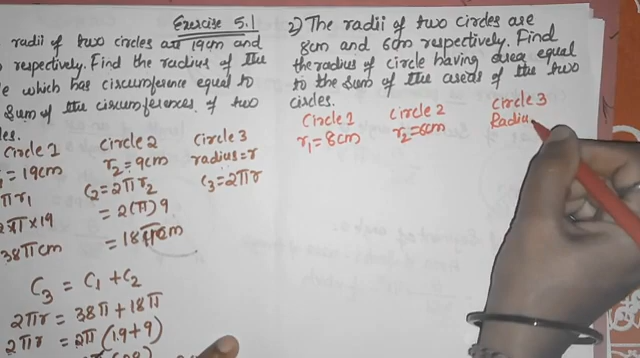 Exercise 5.1
radii of two circles are 19cm and
respectively. Find the radius of the
which has circumference equal to
Sum of the circumferences of two
Circle 1 Circle 2 Circle 3
= 19cm r2 = 9cm radius = r
πr1 C2 = 2πr2 C3 = 2πr
2×π×19 = 2(π)9
38πcm = 18πcm
C3 = C1 + C2
2πr = 38π + 18π
2πr = 2π(19+9)
2) The radii of two circles are
8cm and 6cm respectively. Find
the radius of circle having area equal
to the sum of the areas of the two
circles.
Circle 1 Circle 2 Circle 3
r1 = 8cm r2 = 6cm Radiu